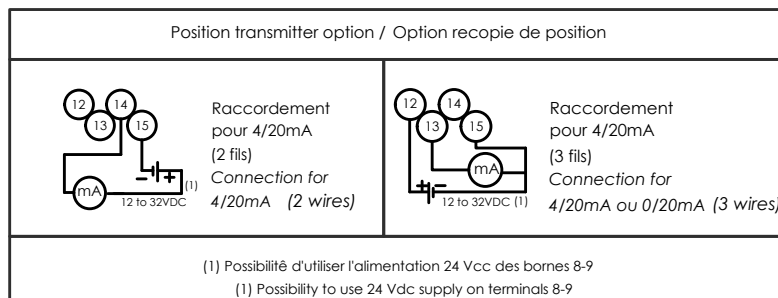 Position transmitter option / Option recopie de position
12
14
13
15
mA
(1)
12 to 32VDC
Raccordement
pour 4/20mA
(2 fils)
Connection for
4/20mA (2 wires)
12
14
13
15
mA
12 to 32VDC (1)
Raccordement
pour 4/20mA
(3 fils)
Connection for
4/20mA ou 0/20mA (3 wires)
(1) Possibilitê d'utiliser l'alimentation 24 Vcc des bornes 8-9
(1) Possibility to use 24 Vdc supply on terminals 8-9